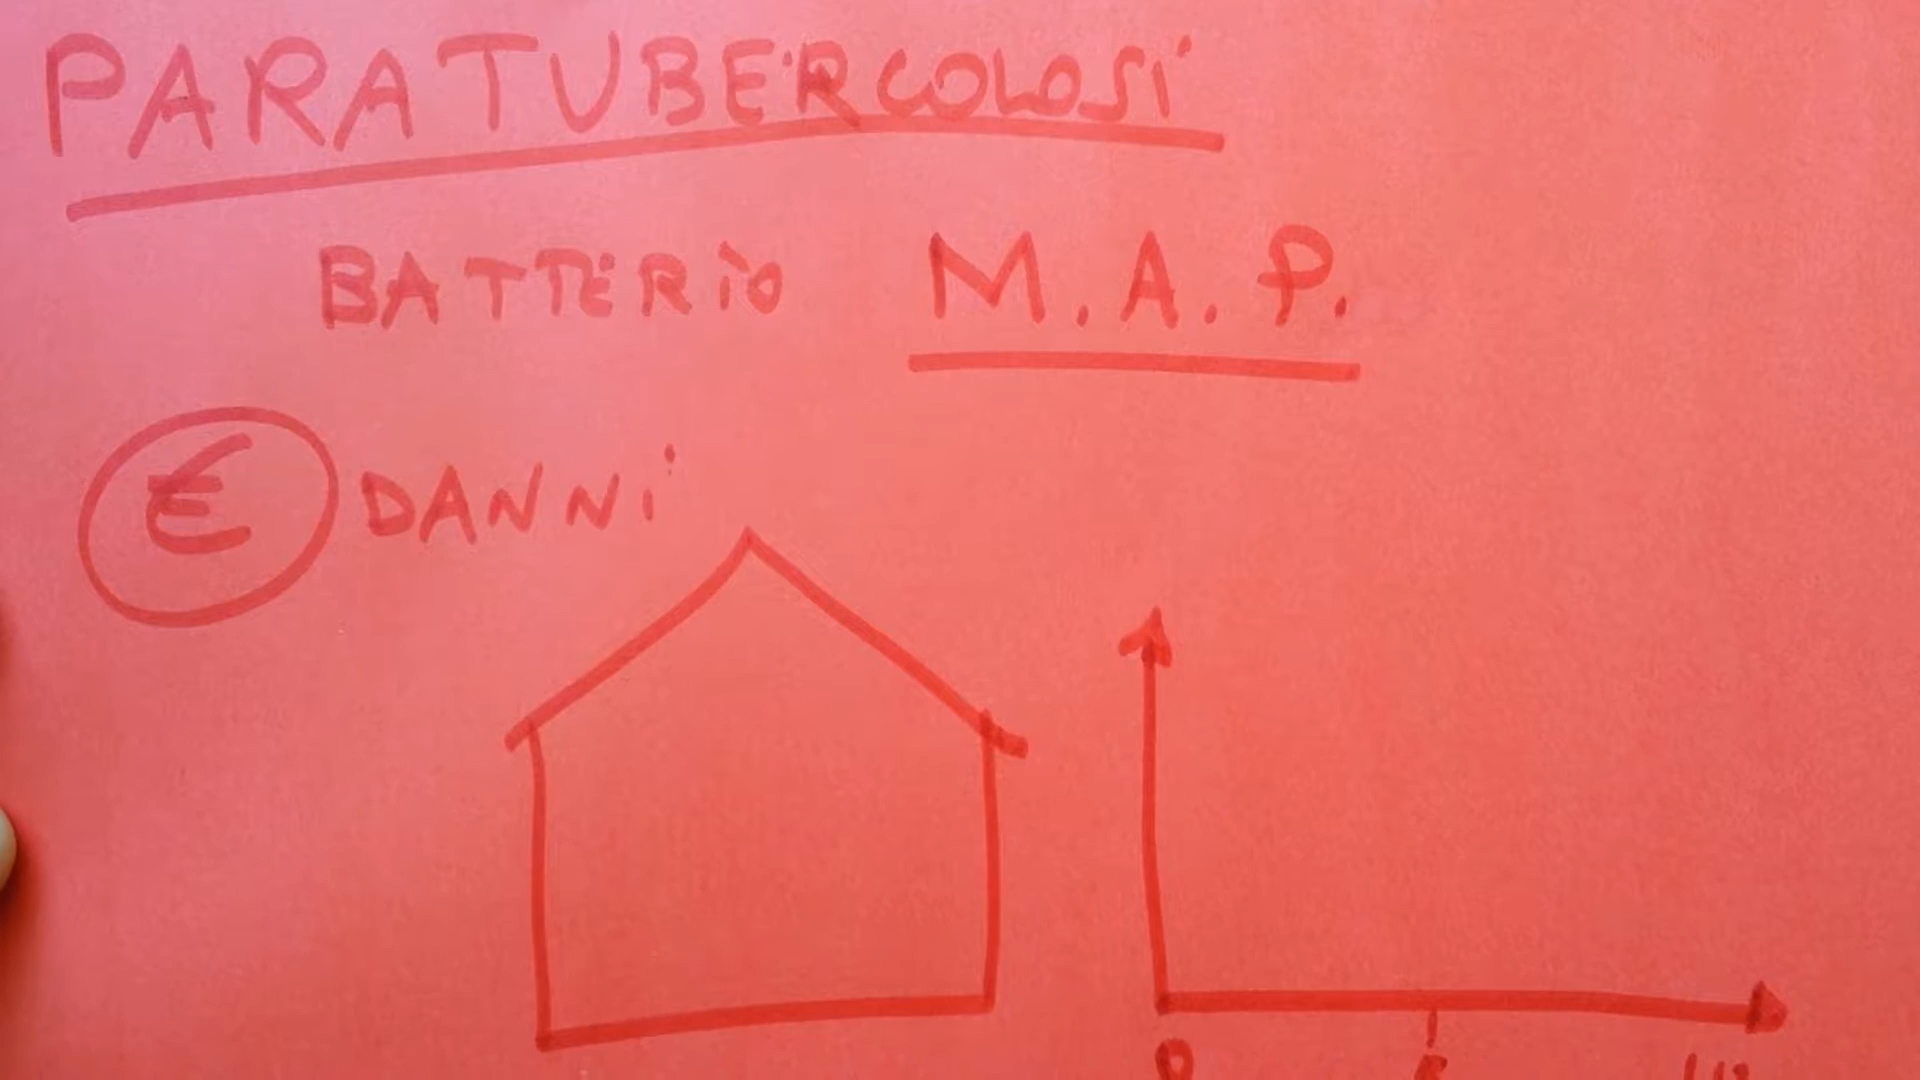 PARATUBERCOLOSI
BATTERIO M.A.P.
€ DANNI